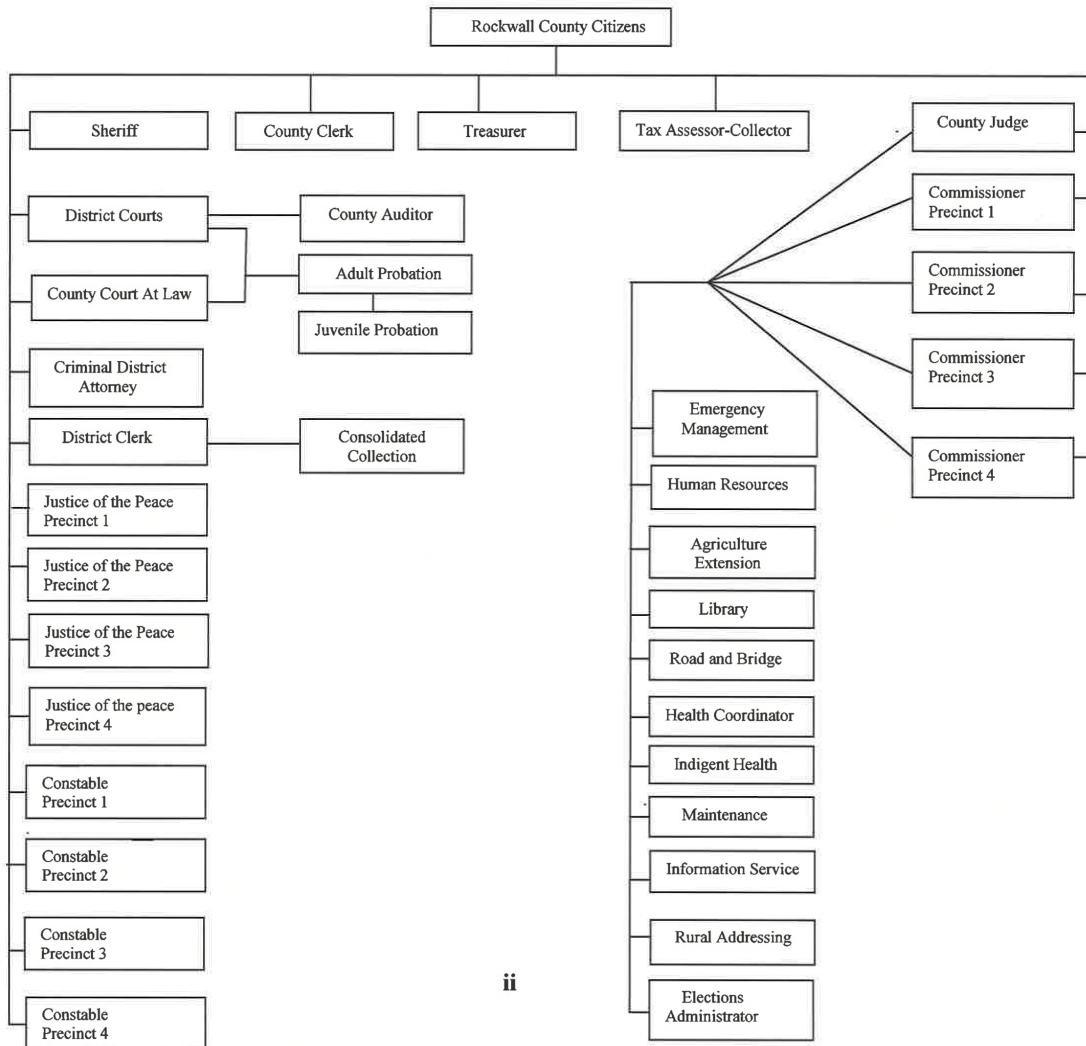 Rockwall County Citizens
Sheriff
County Clerk
Treasurer
Tax Assessor-Collector
County Judge
District Courts
County Auditor
Commissioner
Precinct 1
Adult Probation
County Court At Law
Juvenile Probation
Commissioner
Precinct 2
Criminal District
Attorney
Commissioner
Precinct 3
District Clerk
Consolidated
Collection
Emergency
Management
Commissioner
Precinct 4
Justice of the Peace
Precinct 1
Human Resources
Justice of the Peace
Precinct 2
Agriculture
Extension
Justice of the Peace
Precinct 3
Library
Road and Bridge
Justice of the peace
Precinct 4
Health Coordinator
Indigent Health
Constable
Precinct 1
Maintenance
Constable
Precinct 2
Information Service
Constable
Precinct 3
Rural Addressing
ii
Constable
Precinct 4
Elections
Administrator